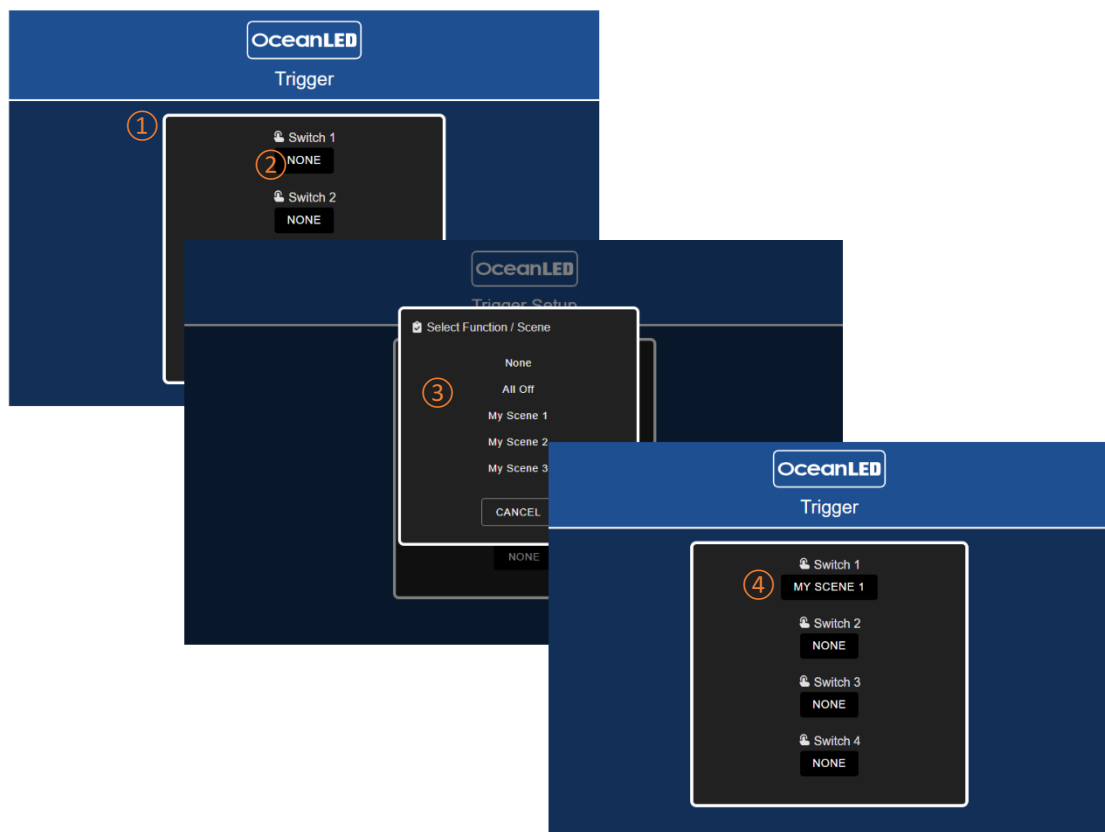 OceanLED
Trigger
①
Switch 1
②
NONE
Switch 2
NONE
OceanLED
Trigger Setup
Select Function / Scene
None
③
All Off
My Scene 1
My Scene 2
My Scene 3
CANCEL
NONE
OceanLED
Trigger
Switch 1
④
MY SCENE 1
Switch 2
NONE
Switch 3
NONE
Switch 4
NONE